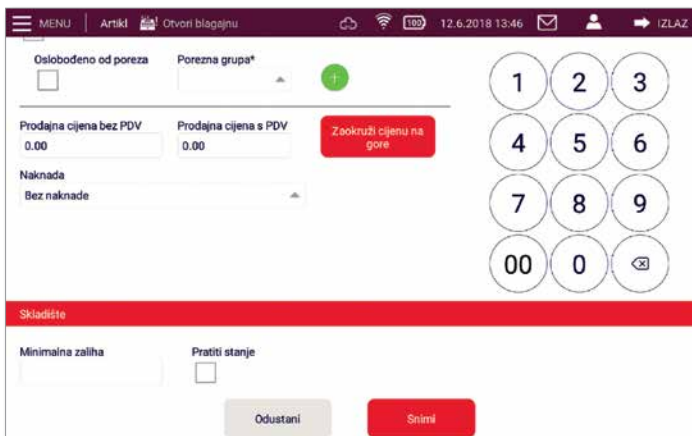 MENU Artikl Otvori blagajnu 100 12.6.2018 13:46 IZLAZ
Oslobođeno od poreza Porezna grupa*
Prodajna cijena bez PDV Prodajna cijena s PDV
0.00 0.00 Zaokruži cijenu na
gore
Naknada
Bez naknade
1 2 3
4 5 6
7 8 9
00 0
Skladište
Minimalna zaliha Pratiti stanje
Odustani Snimi